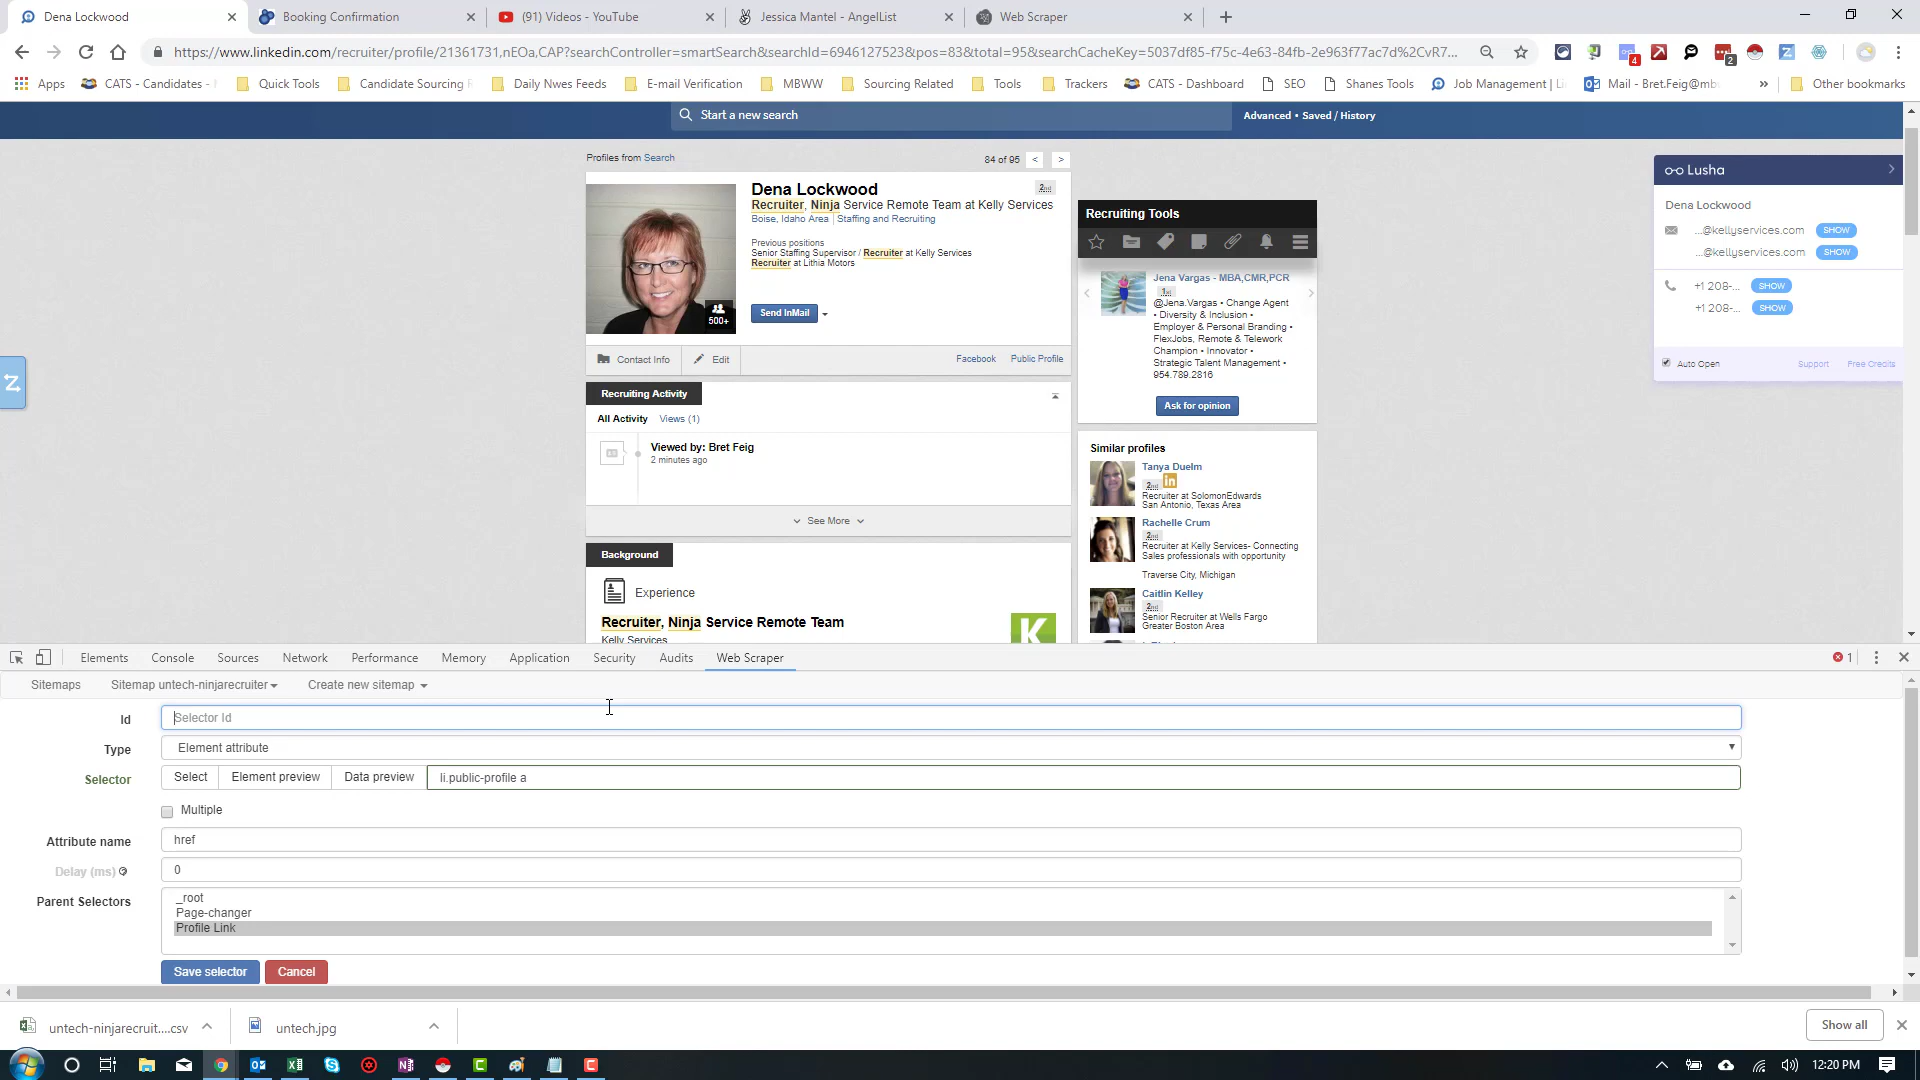 Dena Lockwood
Booking Confirmation
(91) Videos - YouTube
Jessica Mantel - AngelList
Web Scraper
https://www.linkedin.com/recruiter/profile/21361731,nEOa,CAP?searchController=smartSearch&searchId=6946127523&pos=83&total=95&searchCacheKey=5037df85-f75c-4e63-84fb-2e963f77ac7d%2CvR7...
4
2
Apps
CATS - Candidates -
Quick Tools
Candidate Sourcing
Daily Nwes Feeds
E-mail Verification
MBWW
Sourcing Related
Tools
Trackers
CATS - Dashboard
SEO
Shanes Tools
Job Management | Li
Mail - Bret.Feig@mb
»
Other bookmarks
Start a new search
Advanced • Saved / History
Profiles from Search
84 of 95 < >
Dena Lockwood
2nd
Recruiter, Ninja Service Remote Team at Kelly Services
Boise, Idaho Area | Staffing and Recruiting
Previous positions
Senior Staffing Supervisor / Recruiter at Kelly Services
Recruiter at Lithia Motors
500+
Send InMail
Contact Info
Edit
Facebook
Public Profile
Recruiting Activity
All Activity
Views (1)
Viewed by: Bret Feig
2 minutes ago
See More
Background
Experience
Recruiter, Ninja Service Remote Team
Kelly Services
K
Recruiting Tools
Jena Vargas - MBA,CMR,PCR
1st
@Jena.Vargas • Change Agent
• Diversity & Inclusion •
Employer & Personal Branding •
FlexJobs, Remote & Telework
Champion • Innovator •
Strategic Talent Management •
954.789.2816
Ask for opinion
Similar profiles
Tanya Duelm
2nd in
Recruiter at SolomonEdwards
San Antonio, Texas Area
Rachelle Crum
2nd
Recruiter at Kelly Services- Connecting
Sales professionals with opportunity
Traverse City, Michigan
Caitlin Kelley
2nd
Senior Recruiter at Wells Fargo
Greater Boston Area
Lusha
Dena Lockwood
...@kellyservices.com SHOW
...@kellyservices.com SHOW
+1 208-... SHOW
+1 208-... SHOW
Auto Open
Support
Free Credits
Elements
Console
Sources
Network
Performance
Memory
Application
Security
Audits
Web Scraper
1
Sitemaps
Sitemap untech-ninjarecruiter
Create new sitemap
Id
Selector Id
Type
Element attribute
Selector
Select
Element preview
Data preview
li.public-profile a
Multiple
Attribute name
href
Delay (ms)
0
Parent Selectors
_root
Page-changer
Profile Link
Save selector
Cancel
untech-ninjarecruit....csv
untech.jpg
Show all
12:20 PM